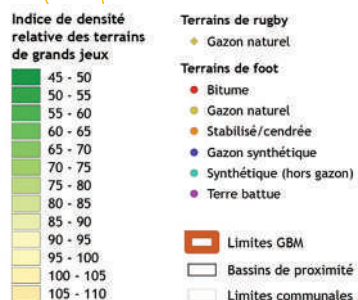 Indice de densité
relative des terrains
de grands jeux
45 - 50
50 - 55
55 - 60
60 - 65
65 - 70
70 - 75
75 - 80
80 - 85
85 - 90
90 - 95
95 - 100
100 - 105
105 - 110
Terrains de rugby
Gazon naturel
Terrains de foot
Bitume
Gazon naturel
Stabilisé/cendrée
Gazon synthétique
Synthétique (hors gazon)
Terre battue
Limites GBM
Bassins de proximité
Limites communales